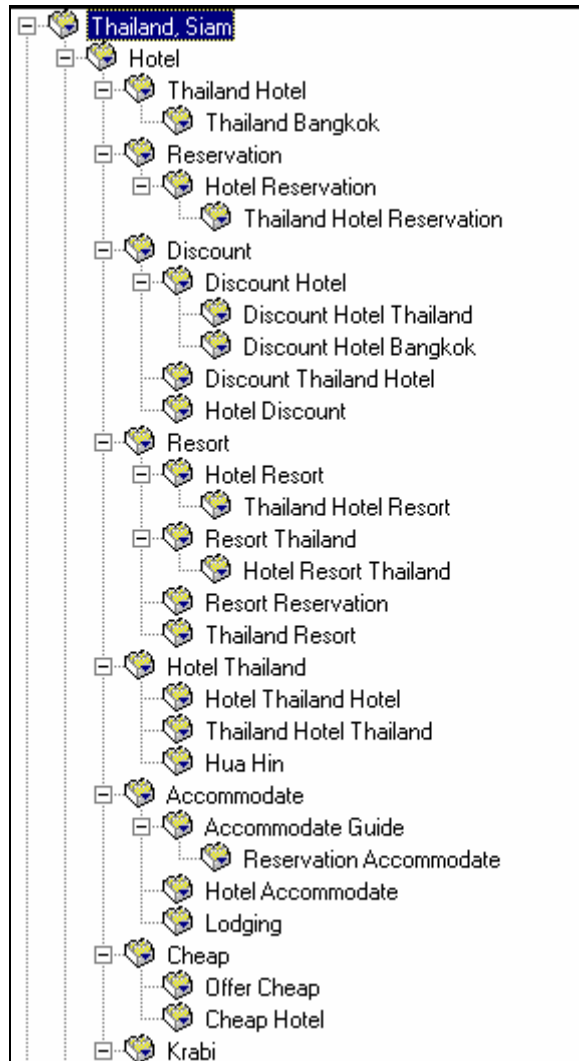 Thailand, Siam
Hotel
Thailand Hotel
Thailand Bangkok
Reservation
Hotel Reservation
Thailand Hotel Reservation
Discount
Discount Hotel
Discount Hotel Thailand
Discount Hotel Bangkok
Discount Thailand Hotel
Hotel Discount
Resort
Hotel Resort
Thailand Hotel Resort
Resort Thailand
Hotel Resort Thailand
Resort Reservation
Thailand Resort
Hotel Thailand
Hotel Thailand Hotel
Thailand Hotel Thailand
Hua Hin
Accommodate
Accommodate Guide
Reservation Accommodate
Hotel Accommodate
Lodging
Cheap
Offer Cheap
Cheap Hotel
Krabi